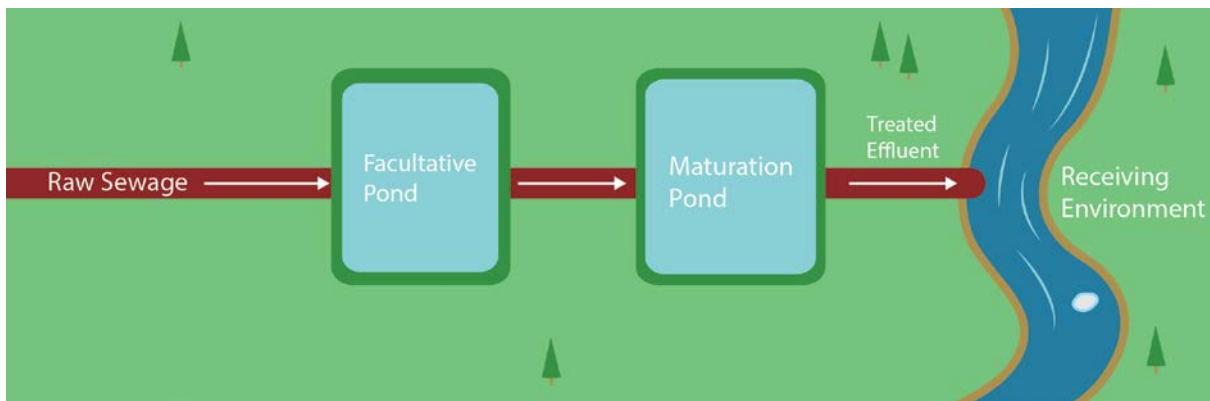 Raw Sewage
Facultative
Pond
Maturation
Pond
Treated
Effluent
Receiving
Environment